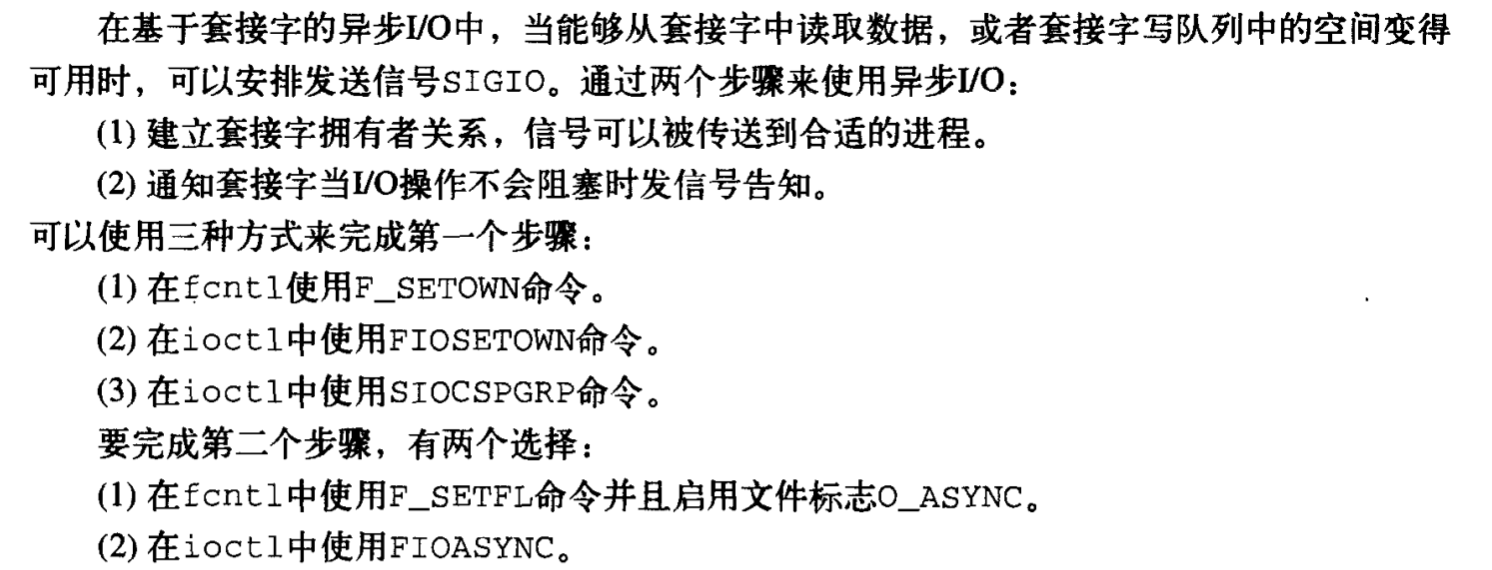 在基于套接字的异步I/O中，当能够从套接字中读取数据，或者套接字写队列中的空间变得
可用时，可以安排发送信号SIGIO。通过两个步骤来使用异步I/O：
(1) 建立套接字拥有者关系，信号可以被传送到合适的进程。
(2) 通知套接字当I/O操作不会阻塞时发信号告知。
可以使用三种方式来完成第一个步骤：
(1) 在fcntl使用F_SETOWN命令。
(2) 在ioctl中使用FIOSETOWN命令。
(3) 在ioctl中使用SIOCSPGRP命令。
要完成第二个步骤，有两个选择：
(1) 在fcntl中使用F_SETFL命令并且启用文件标志O_ASYNC。
(2) 在ioctl中使用FIOASYNC。